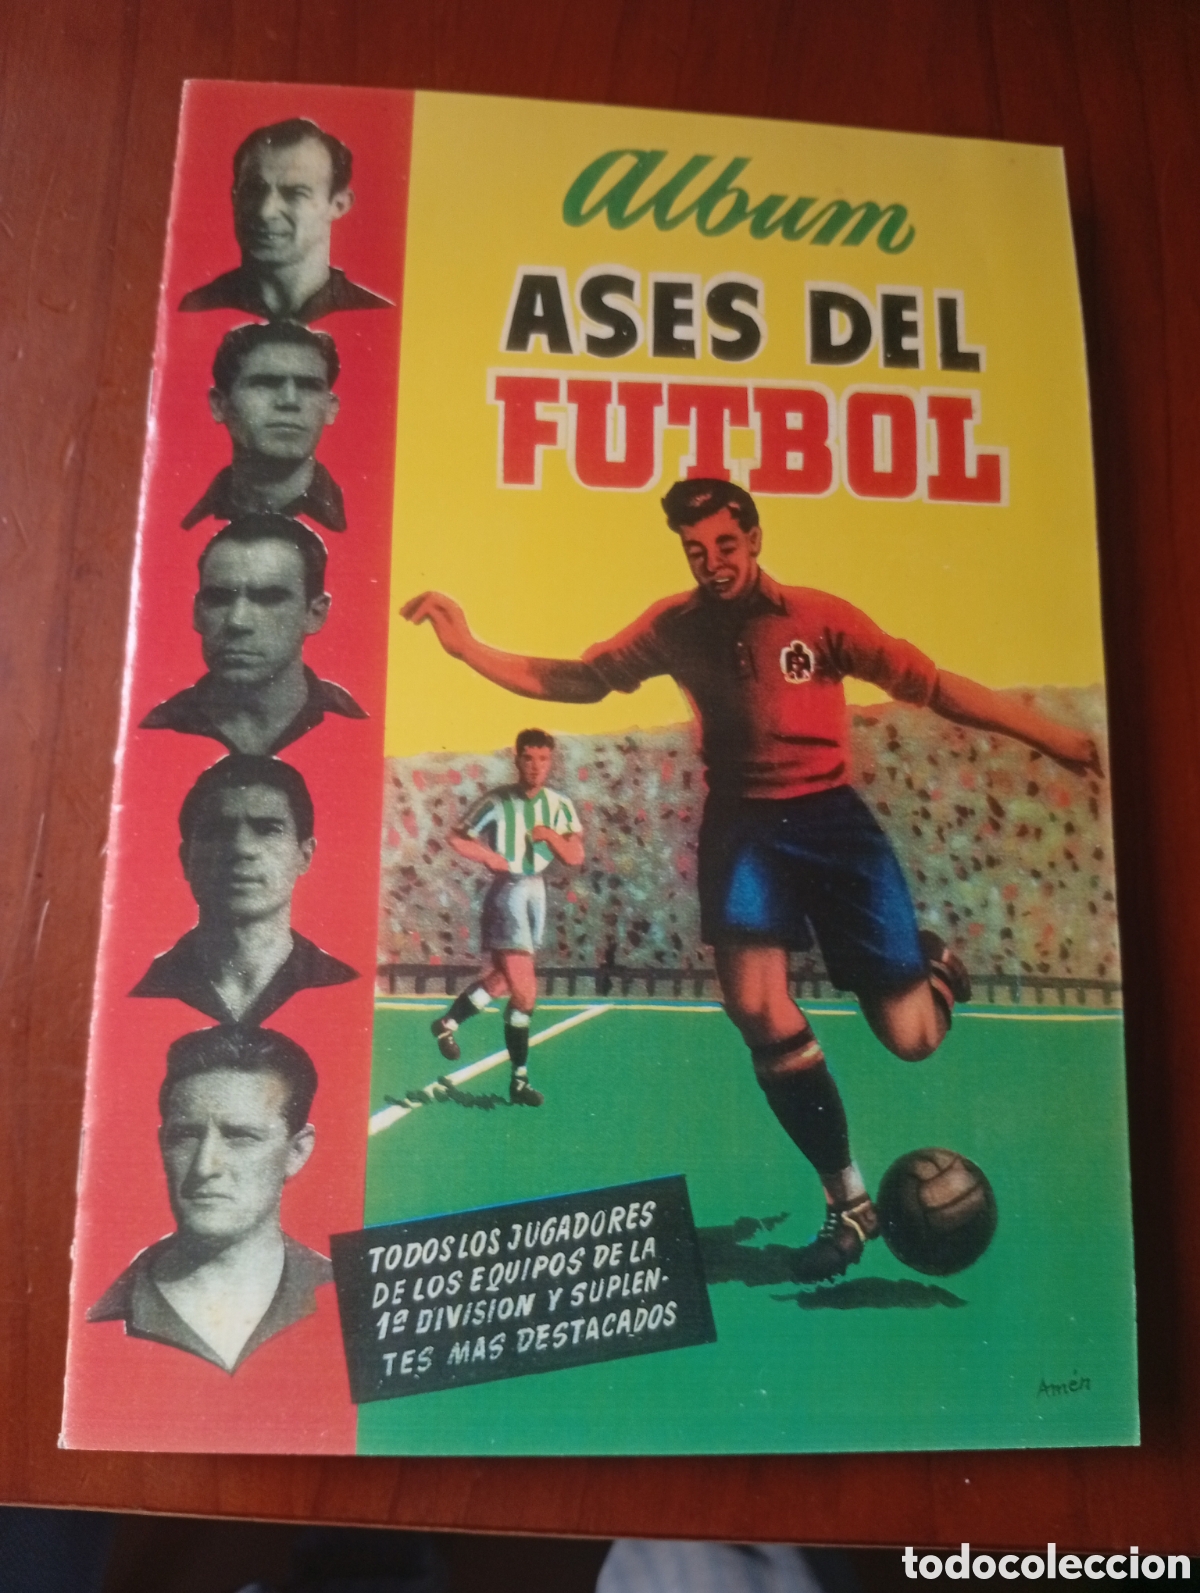 Album
ASES DEL
FUTBOL
TODOS LOS JUGADORES
DE LOS EQUIPOS DE LA
1ª DIVISION Y SUPLEN-
TES MAS DESTACADOS
Amén
todocoleccion